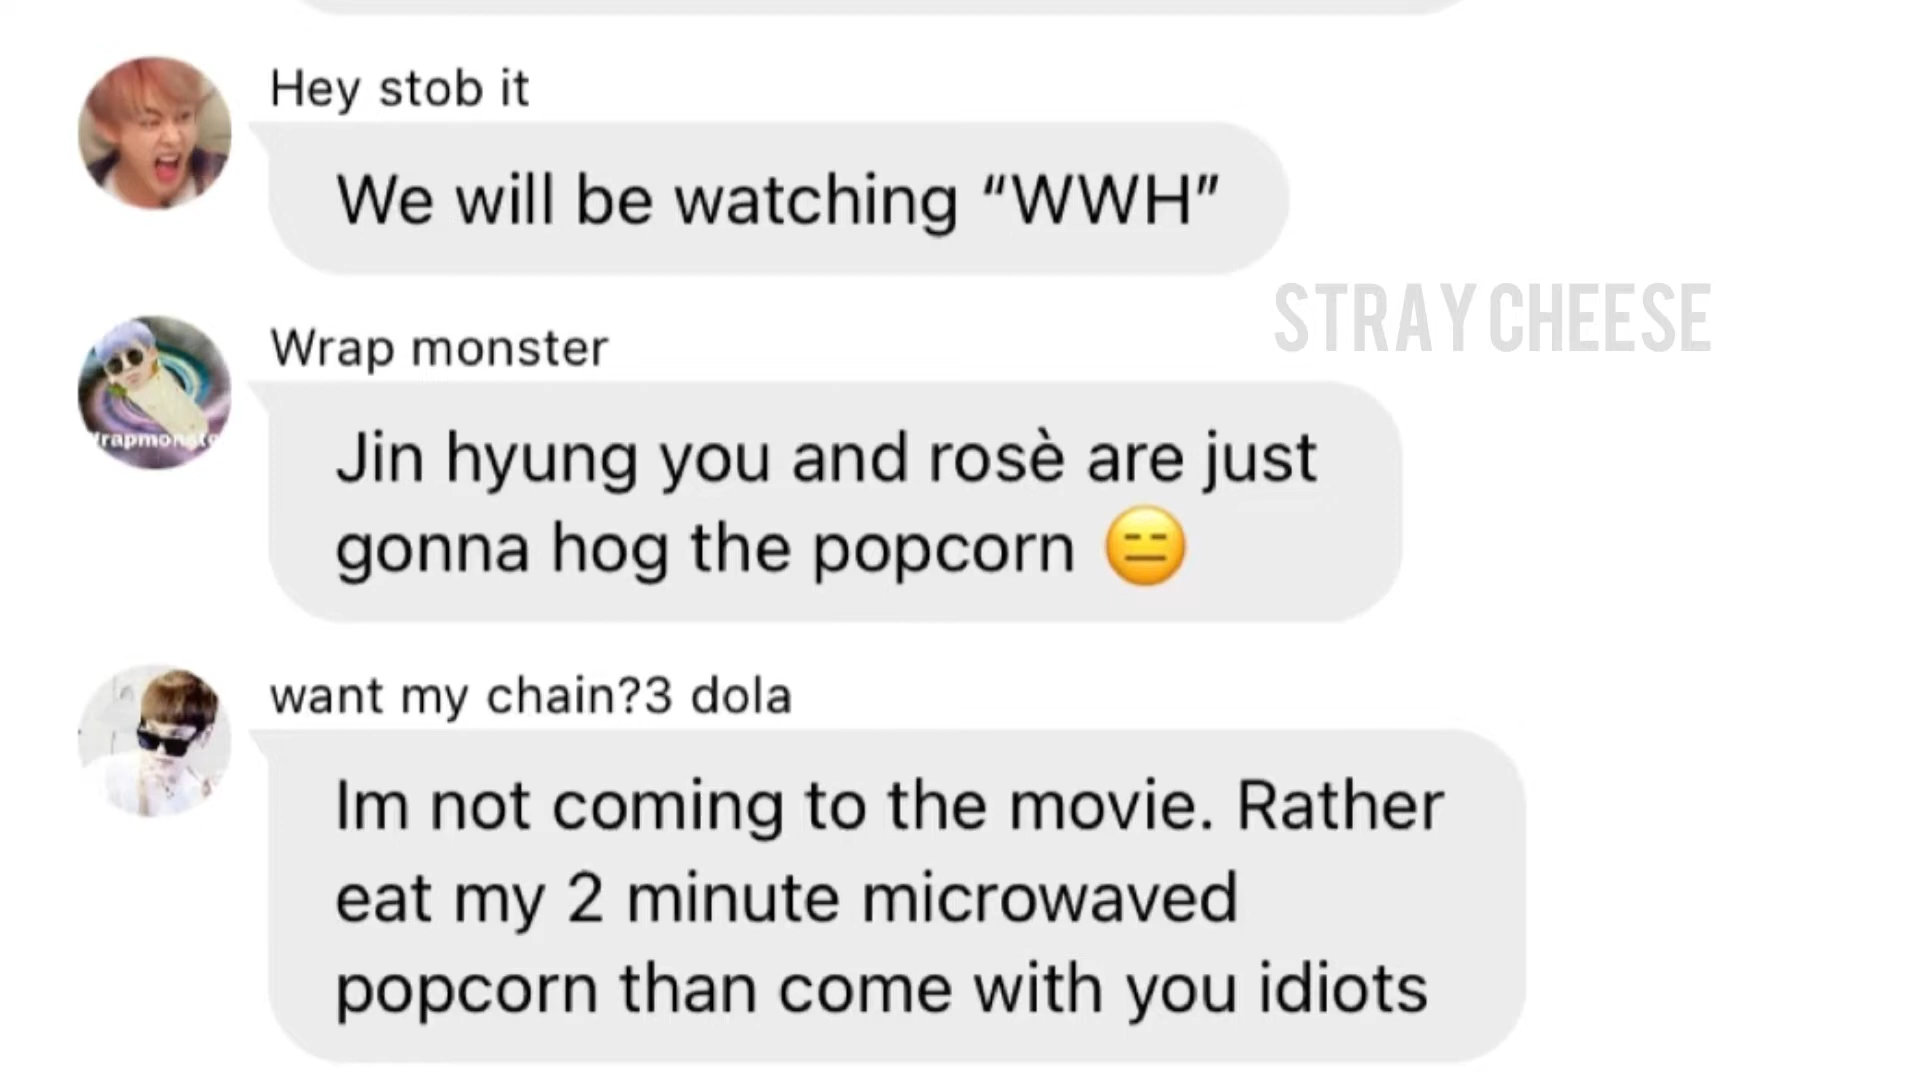 Hey stob it
We will be watching “WWH”
STRAY CHEESE
Wrap monster
Jin hyung you and rosè are just
gonna hog the popcorn 😑
want my chain?3 dola
Im not coming to the movie. Rather
eat my 2 minute microwaved
popcorn than come with you idiots